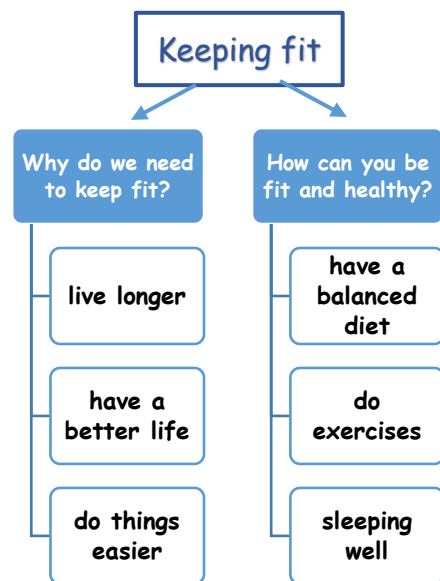 Keeping fit
Why do we need
to keep fit?
live longer
have a
better life
do things
easier
How can you be
fit and healthy?
have a
balanced
diet
do
exercises
sleeping
well